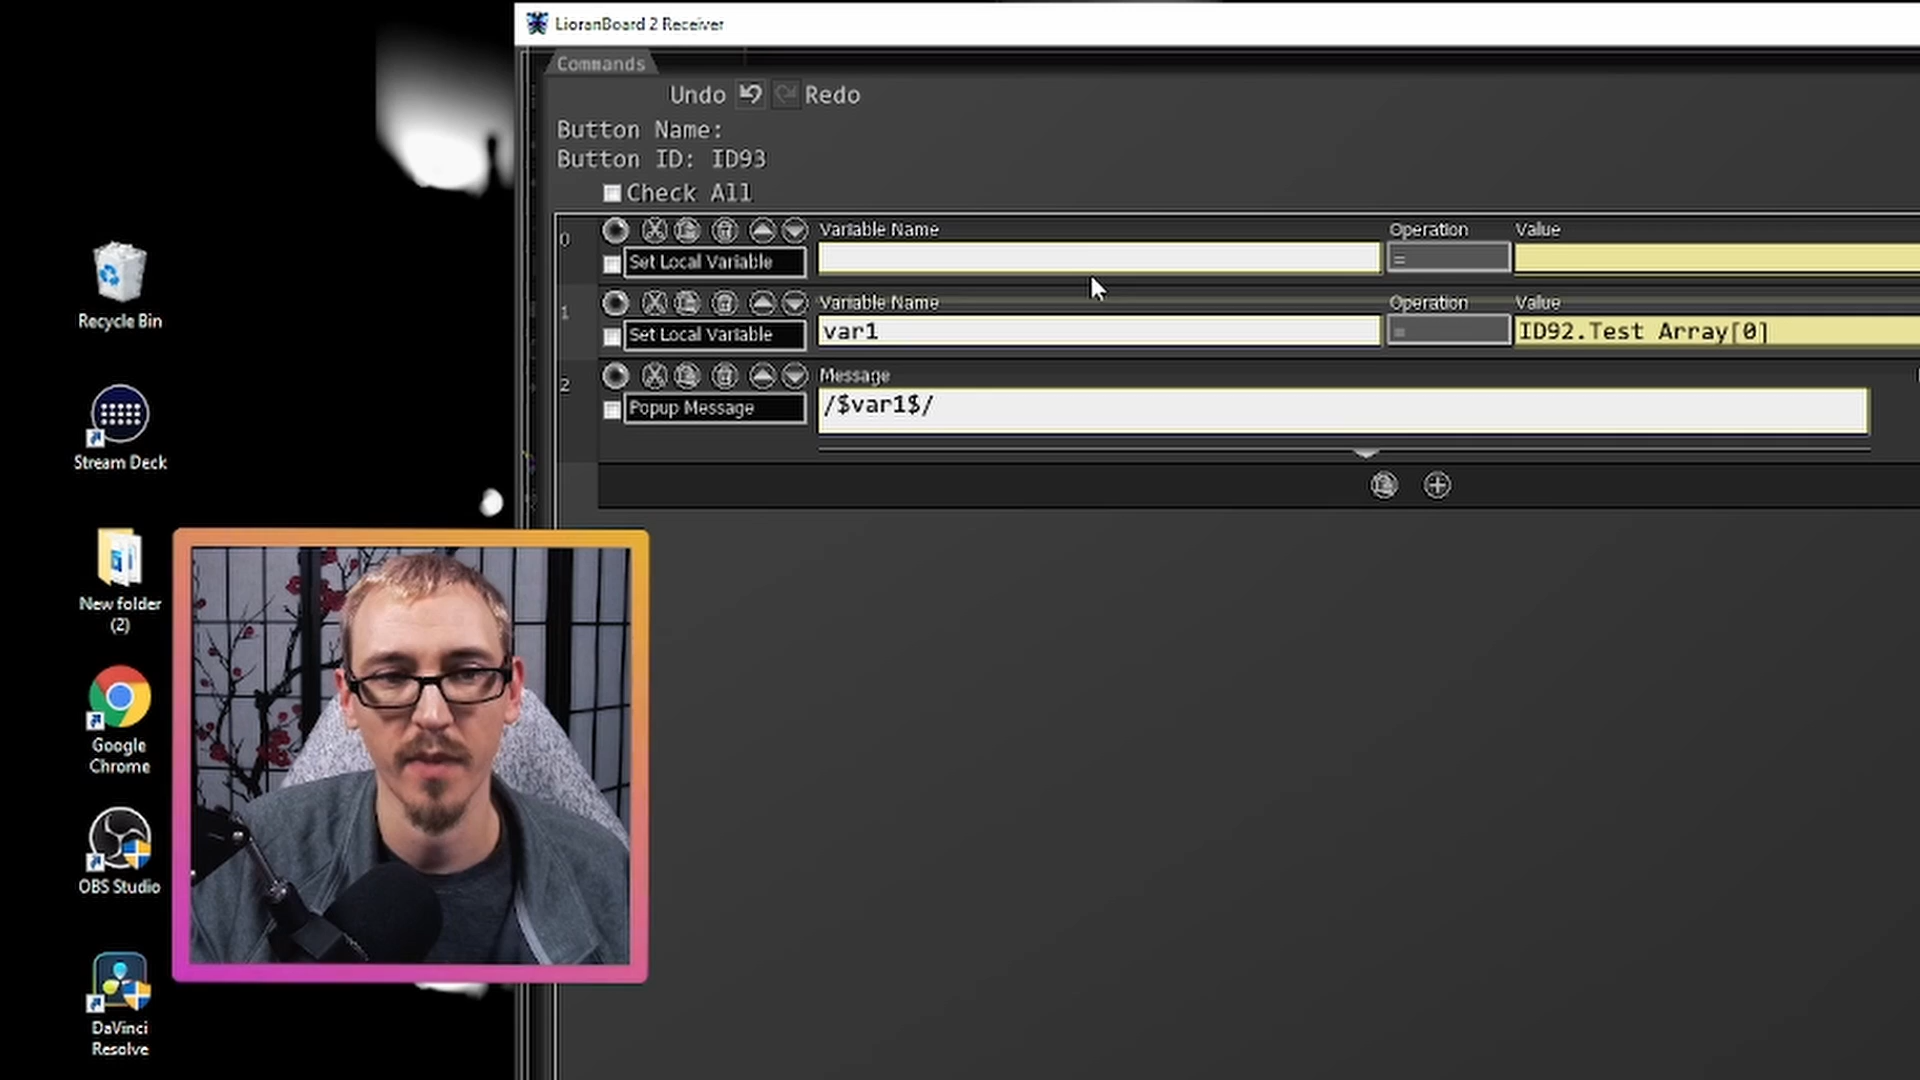 LioranBoard 2 Receiver
Commands
Undo Redo
Button Name:
Button ID: ID93
Check All
0
Variable Name Operation Value
Set Local Variable =
1
Variable Name Operation Value
Set Local Variable var1 = ID92.Test Array[0]
2
Message
Popup Message /$var1$/
Recycle Bin
Stream Deck
New folder
(2)
Google
Chrome
OBS Studio
DaVinci
Resolve